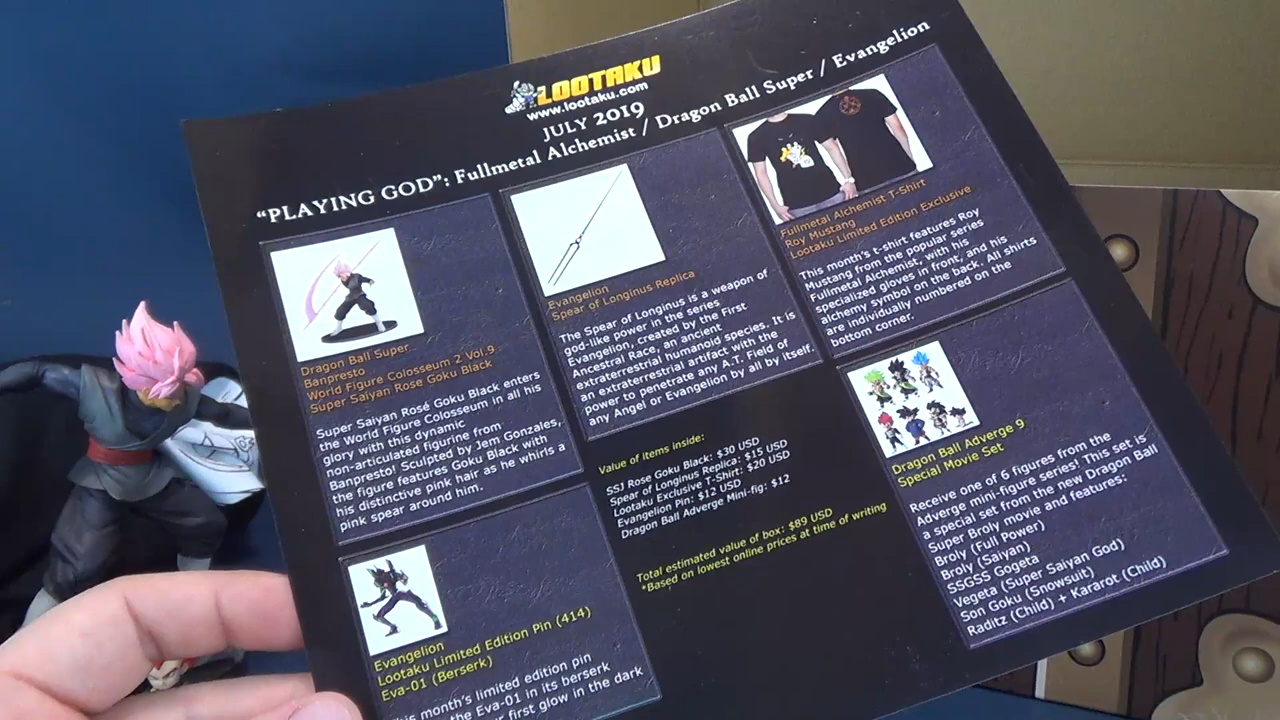 LOOTAKU
www.lootaku.com
JULY 2019
“PLAYING GOD”: Fullmetal Alchemist / Dragon Ball Super / Evangelion
Dragon Ball Super
Banpresto
World Figure Colosseum 2 Vol.9
Super Saiyan Rose Goku Black
Super Saiyan Rosé Goku Black enters
the World Figure Colosseum in all his
glory with this dynamic
non-articulated figurine from
Banpresto! Sculpted by Jem Gonzales,
the figure features Goku Black with
his distinctive pink hair as he whirls a
pink spear around him.
Evangelion
Spear of Longinus Replica
The Spear of Longinus is a weapon of
god-like power in the series
Evangelion, created by the First
Ancestral Race, an ancient
extraterrestrial humanoid species. It is
an extraterrestrial artifact with the
power to penetrate any A.T. Field of
any Angel or Evangelion by all by itself.
Fullmetal Alchemist T-Shirt
Roy Mustang
Lootaku Limited Edition Exclusive
This month's t-shirt features Roy
Mustang from the popular series
Fullmetal Alchemist, with his
specialized gloves in front, and his
alchemy symbol on the back. All shirts
are individually numbered on the
bottom corner.
Evangelion
Lootaku Limited Edition Pin (414)
Eva-01 (Berserk)
This month's limited edition pin
the Eva-01 in its berserk
first glow in the dark
Value of items inside:
SSJ Rose Goku Black: $30 USD
Spear of Longinus Replica: $15 USD
Lootaku Exclusive T-Shirt: $20 USD
Evangelion Pin: $12 USD
Dragon Ball Adverge Mini-fig: $12
Total estimated value of box: $89 USD
*Based on lowest online prices at time of writing
Dragon Ball Adverge 9
Special Movie Set
Receive one of 6 figures from the
Adverge mini-figure series! This set is
a special set from the new Dragon Ball
Super Broly movie and features:
Broly (Full Power)
Broly (Saiyan)
SSGSS Gogeta
Vegeta (Super Saiyan God)
Son Goku (Snowsuit)
Raditz (Child) + Kararot (Child)